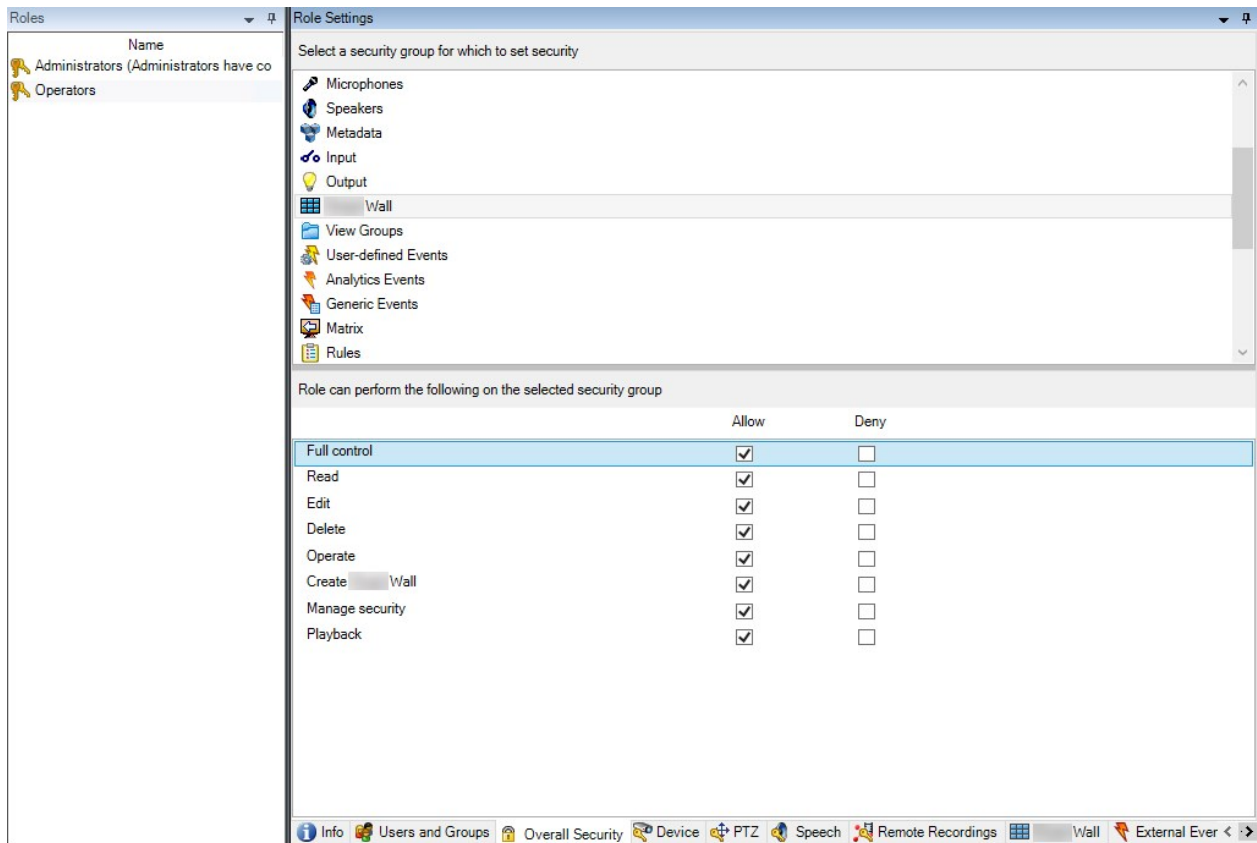 Roles
Name
Administrators (Administrators have co
Operators
Role Settings
Select a security group for which to set security
Microphones
Speakers
Metadata
Input
Output
Wall
View Groups
User-defined Events
Analytics Events
Generic Events
Matrix
Rules
Role can perform the following on the selected security group
Allow Deny
Full control
Read
Edit
Delete
Operate
Create Wall
Manage security
Playback
Info Users and Groups Overall Security Device PTZ Speech Remote Recordings Wall External Ever